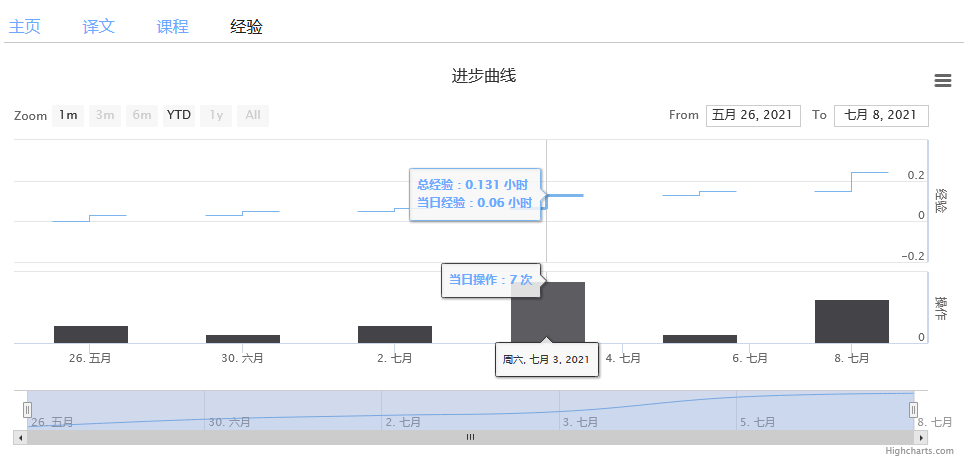 主页 译文 课程 经验
进步曲线
Zoom 1m 3m 6m YTD 1y All From 五月 26, 2021 To 七月 8, 2021
总经验 : 0.131 小时
当日经验 : 0.06 小时
0.2
0
-0.2
经验
当日操作 : 7 次
操作
0
26. 五月 30. 六月 2. 七月 4. 七月 6. 七月 8. 七月
周六, 七月 3, 2021
26. 五月 30. 六月 2. 七月 3. 七月 5. 七月 8. 七月
Highcharts.com